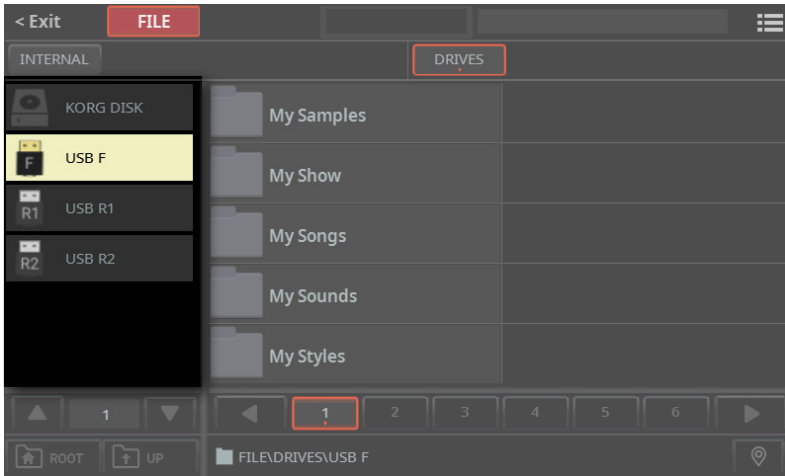 < Exit FILE
INTERNAL DRIVES
KORG DISK
F USB F
R1 USB R1
R2 USB R2
My Samples
My Show
My Songs
My Sounds
My Styles
1
1 2 3 4 5 6
ROOT UP
FILE\DRIVES\USB F